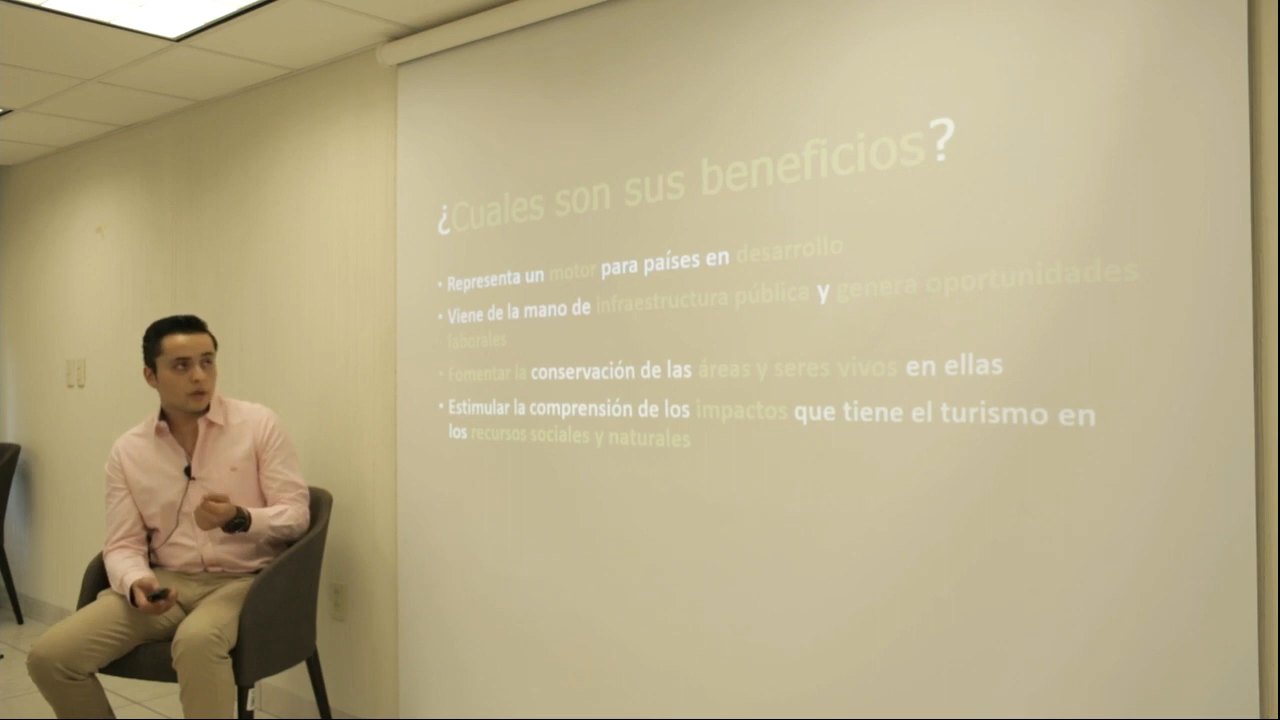 ¿Cuales son sus beneficios?
• Representa un motor para países en desarrollo
• Viene de la mano de infraestructura pública y genera oportunidades
laborales
• Fomentar la conservación de las áreas y seres vivos en ellas
• Estimular la comprensión de los impactos que tiene el turismo en
los recursos sociales y naturales